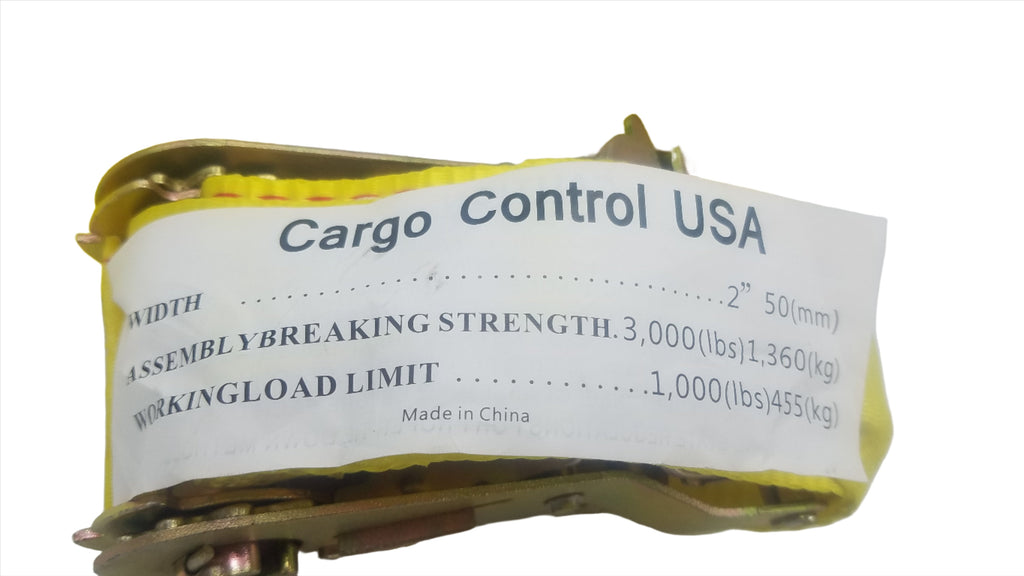 Cargo Control USA
WIDTH ..............................2” 50(mm)
ASSEMBLYBREAKING STRENGTH.3,000(lbs)1,360(kg)
WORKINGLOAD LIMIT .............1,000(lbs)455(kg)
Made in China